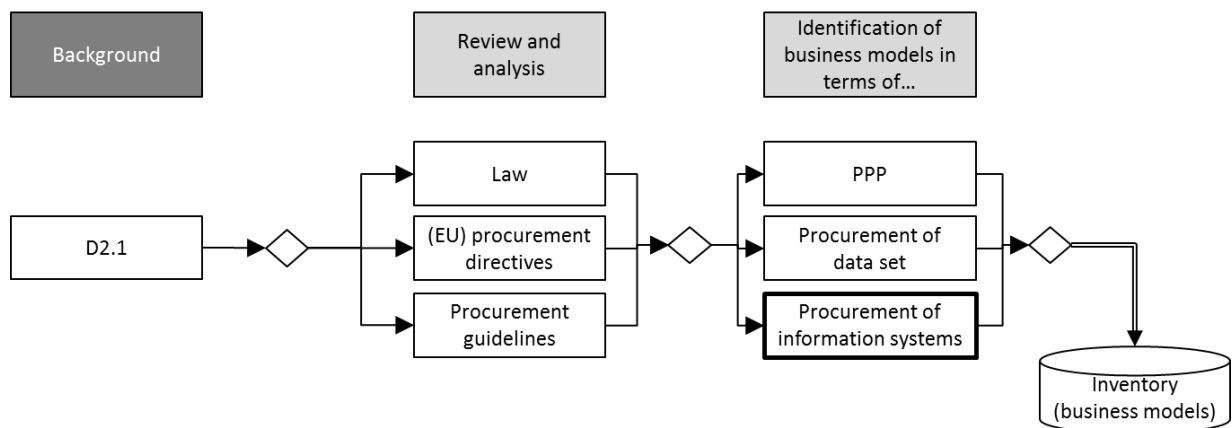 Background
Review and
analysis
Identification of
business models in
terms of…
D2.1
Law
(EU) procurement
directives
Procurement
guidelines
PPP
Procurement of
data set
Procurement of
information systems
Inventory
(business models)